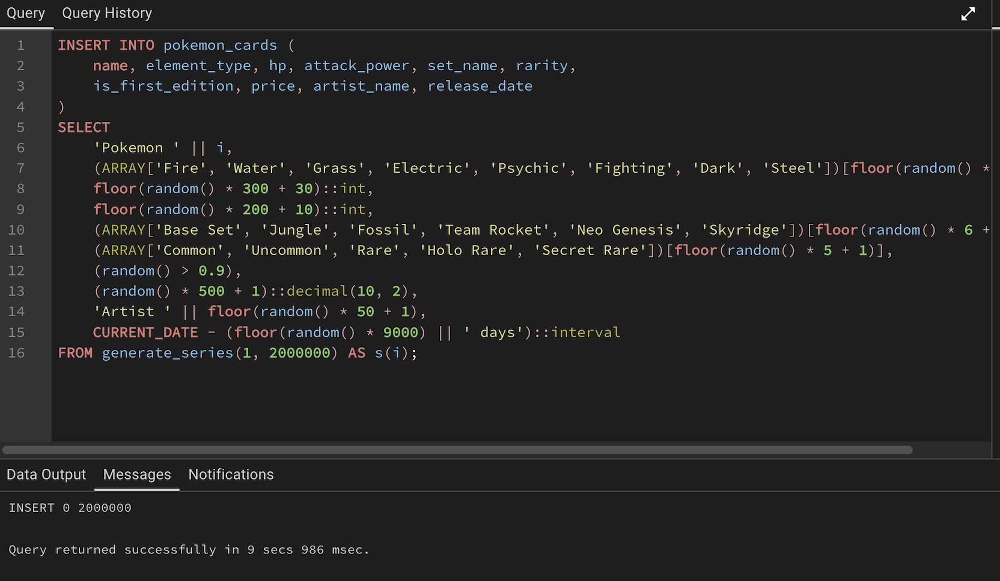 Query Query History
1 INSERT INTO pokemon_cards (
2 name, element_type, hp, attack_power, set_name, rarity,
3 is_first_edition, price, artist_name, release_date
4 )
5 SELECT
6 'Pokemon ' || i,
7 (ARRAY['Fire', 'Water', 'Grass', 'Electric', 'Psychic', 'Fighting', 'Dark', 'Steel'])[floor(random() *
8 floor(random() * 300 + 30)::int,
9 floor(random() * 200 + 10)::int,
10 (ARRAY['Base Set', 'Jungle', 'Fossil', 'Team Rocket', 'Neo Genesis', 'Skyridge'])[floor(random() * 6 +
11 (ARRAY['Common', 'Uncommon', 'Rare', 'Holo Rare', 'Secret Rare'])[floor(random() * 5 + 1)],
12 (random() > 0.9),
13 (random() * 500 + 1)::decimal(10, 2),
14 'Artist ' || floor(random() * 50 + 1),
15 CURRENT_DATE - (floor(random() * 9000) || ' days')::interval
16 FROM generate_series(1, 2000000) AS s(i);
Data Output Messages Notifications
INSERT 0 2000000
Query returned successfully in 9 secs 986 msec.